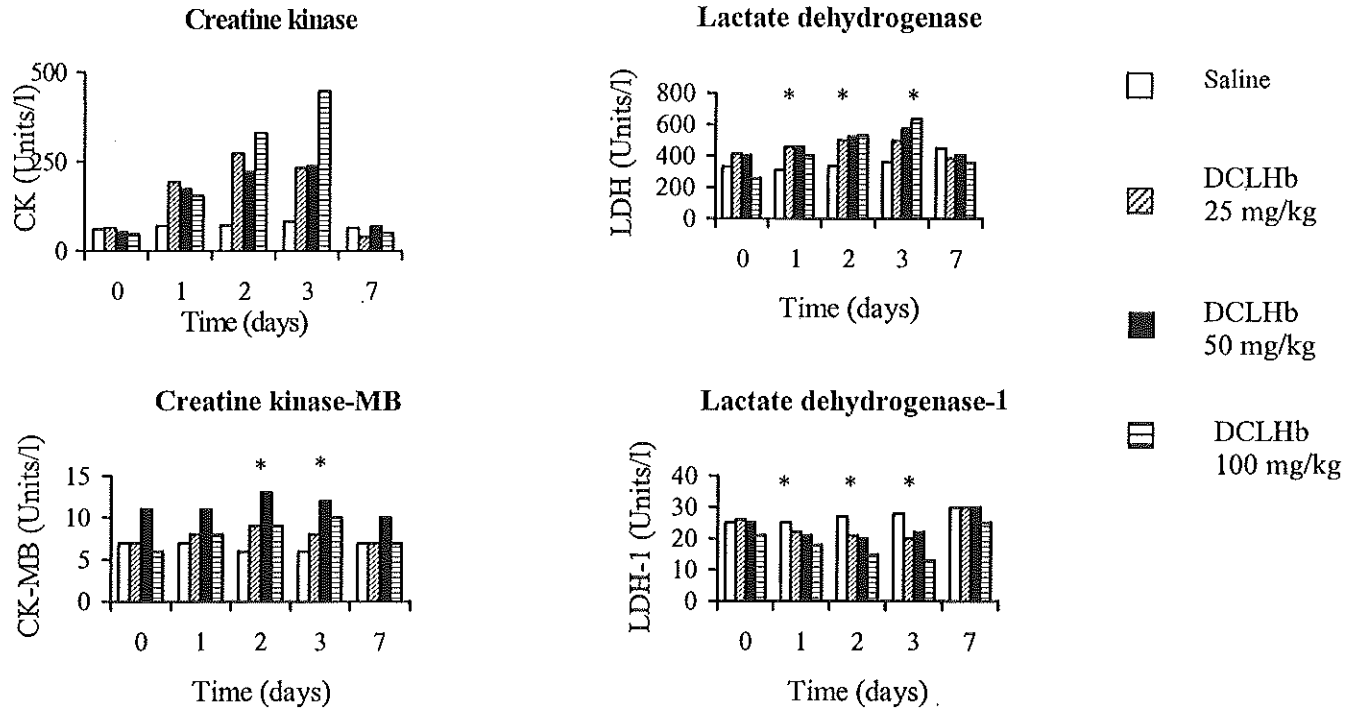 Creatine kinase
CK (Units/l)
500
250
0
0 1 2 3 7
Time (days)
Lactate dehydrogenase
LDH (Units/l)
800
600
400
200
0
* * *
0 1 2 3 7
Time (days)
Creatine kinase-MB
CK-MB (Units/l)
15
10
5
0
* *
0 1 2 3 7
Time (days)
Lactate dehydrogenase-1
LDH-1 (Units/l)
40
30
20
10
0
* * *
0 1 2 3 7
Time (days)
Saline
DCLHb
25 mg/kg
DCLHb
50 mg/kg
DCLHb
100 mg/kg